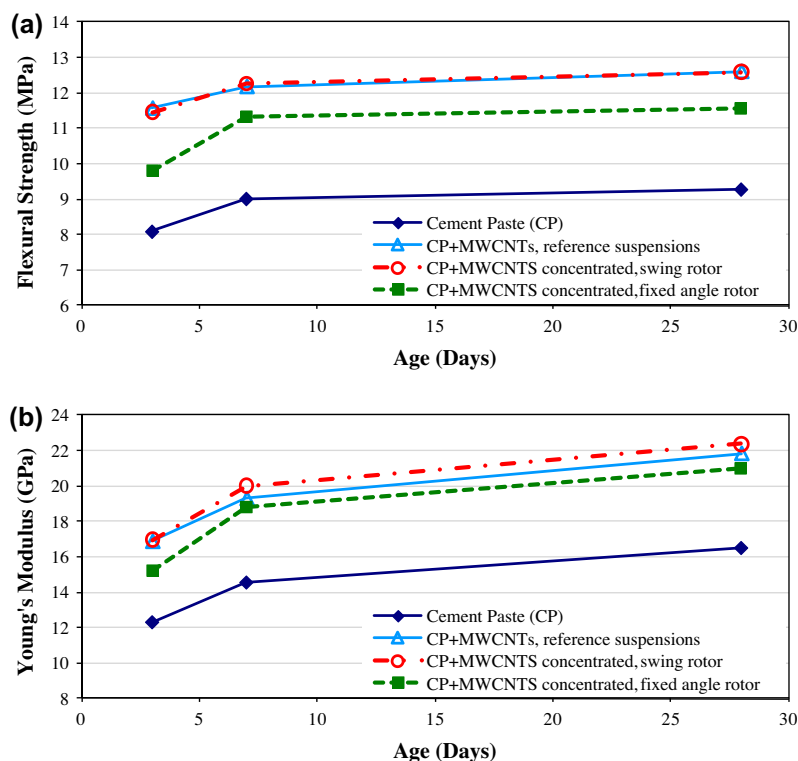 (a)
Flexural Strength (MPa)
14
13
12
11
10
9
8
7
6
Cement Paste (CP)
CP+MWCNTs, reference suspensions
CP+MWCNTS concentrated,swing rotor
CP+MWCNTS concentrated,fixed angle rotor
0 5 10 15 20 25 30
Age (Days)
(b)
Young's Modulus (GPa)
24
22
20
18
16
14
12
10
8
Cement Paste (CP)
CP+MWCNTs, reference suspensions
CP+MWCNTS concentrated,swing rotor
CP+MWCNTS concentrated,fixed angle rotor
0 5 10 15 20 25 30
Age (Days)